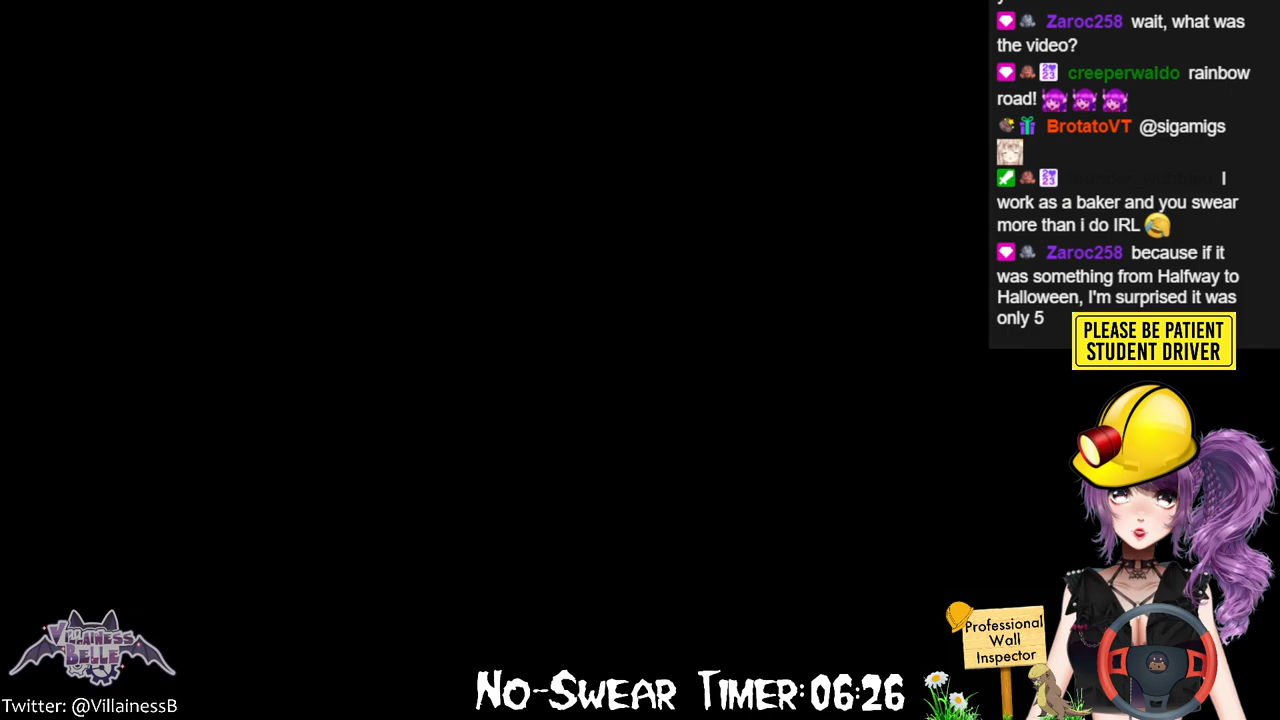 Zaroc258 wait, what was
the video?
creeperwaldo rainbow
road!
BrotatoVT @sigamigs
I
work as a baker and you swear
more than i do IRL
Zaroc258 because if it
was something from Halfway to
Halloween, I'm surprised it was
only 5
PLEASE BE PATIENT
STUDENT DRIVER
Professional
Wall
Inspector
VILLAINESS
BELLE
No-Swear Timer: 06:26
Twitter: @VillainessB